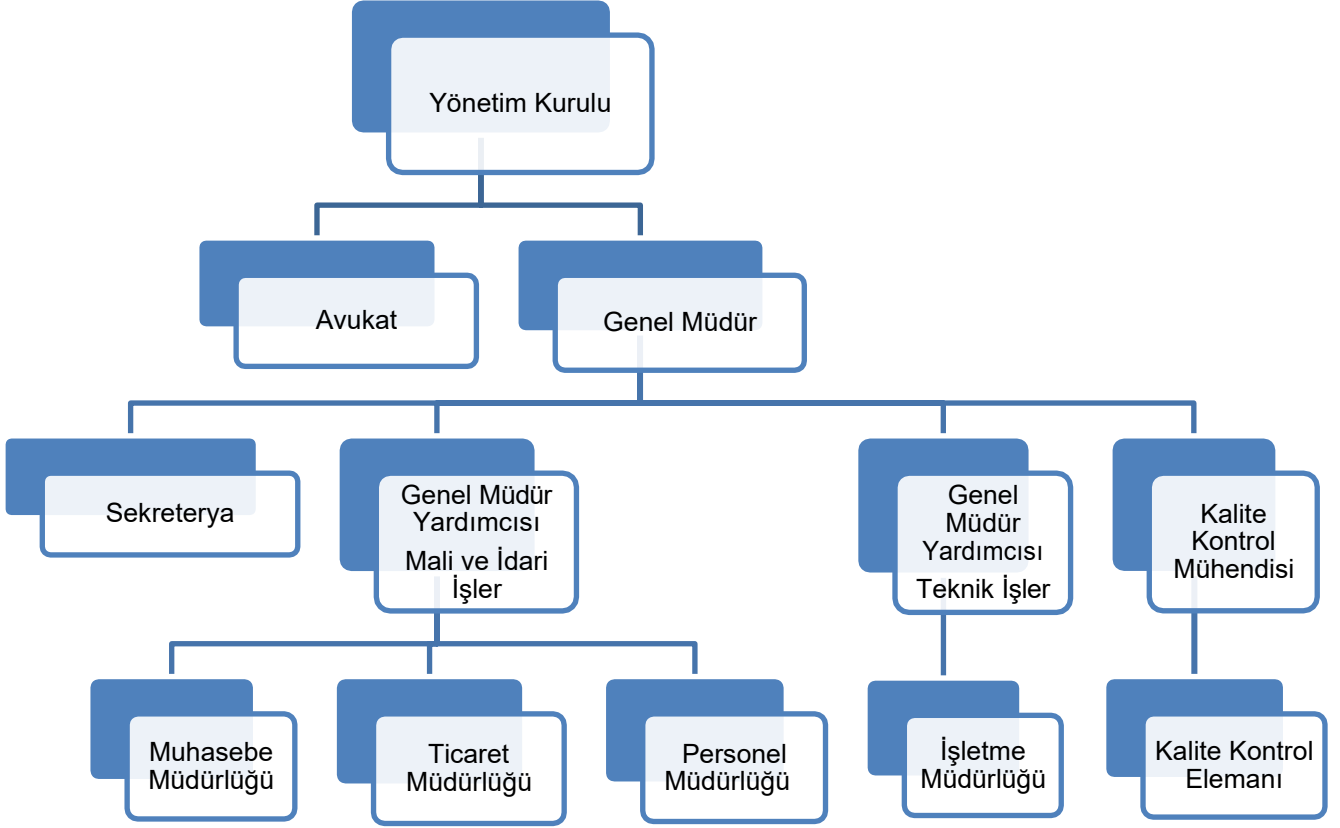 Yönetim Kurulu
Avukat
Genel Müdür
Sekreterya
Genel Müdür
Yardımcısı
Mali ve İdari
İşler
Genel
Müdür
Yardımcısı
Teknik İşler
Kalite
Kontrol
Mühendisi
Muhasebe
Müdürlüğü
Ticaret
Müdürlüğü
Personel
Müdürlüğü
İşletme
Müdürlüğü
Kalite Kontrol
Elemanı